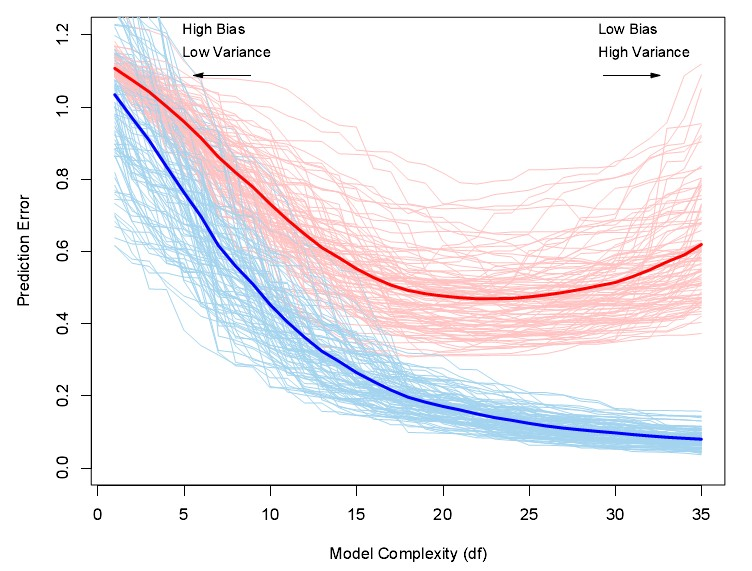 High Bias
Low Variance
Low Bias
High Variance
Prediction Error
0.0
0.2
0.4
0.6
0.8
1.0
1.2
0 5 10 15 20 25 30 35
Model Complexity (df)